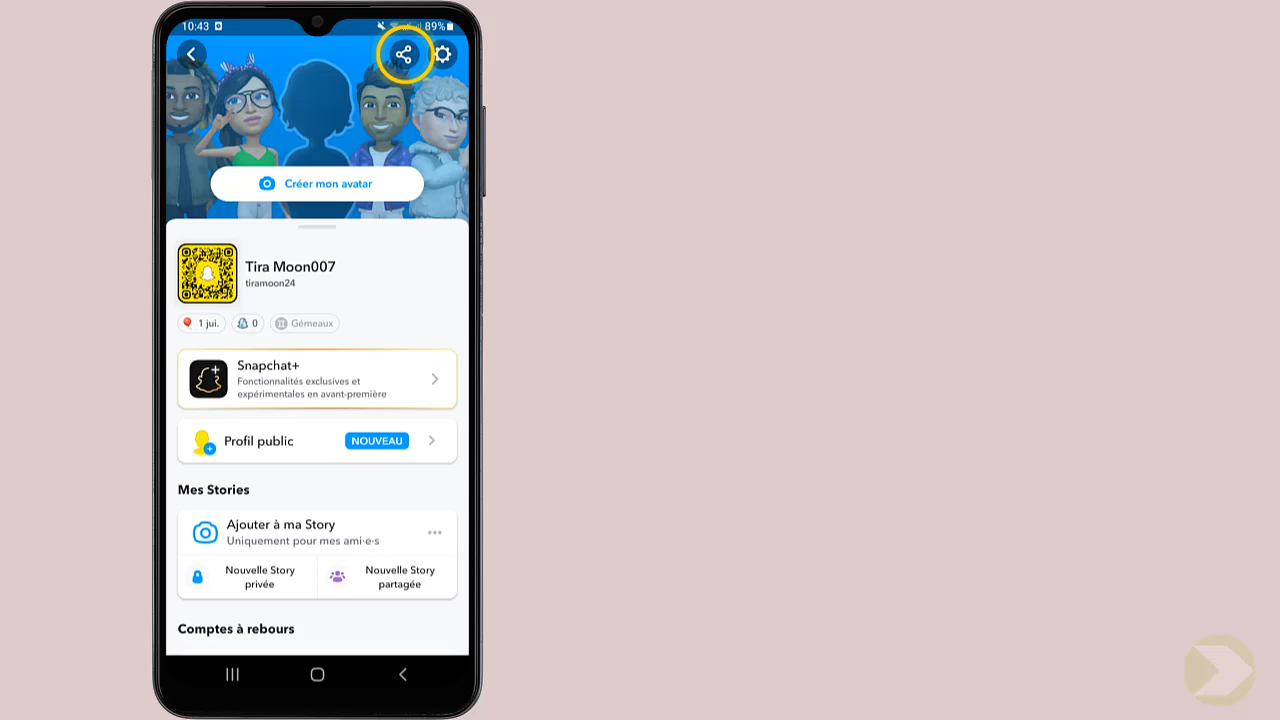 10:43
89%
Créer mon avatar
Tira Moon007
tiramoon24
1 jui.
0
Gémeaux
Snapchat+
Fonctionnalités exclusives et
expérimentales en avant-première
Profil public
NOUVEAU
Mes Stories
Ajouter à ma Story
Uniquement pour mes ami·e·s
Nouvelle Story
privée
Nouvelle Story
partagée
Comptes à rebours